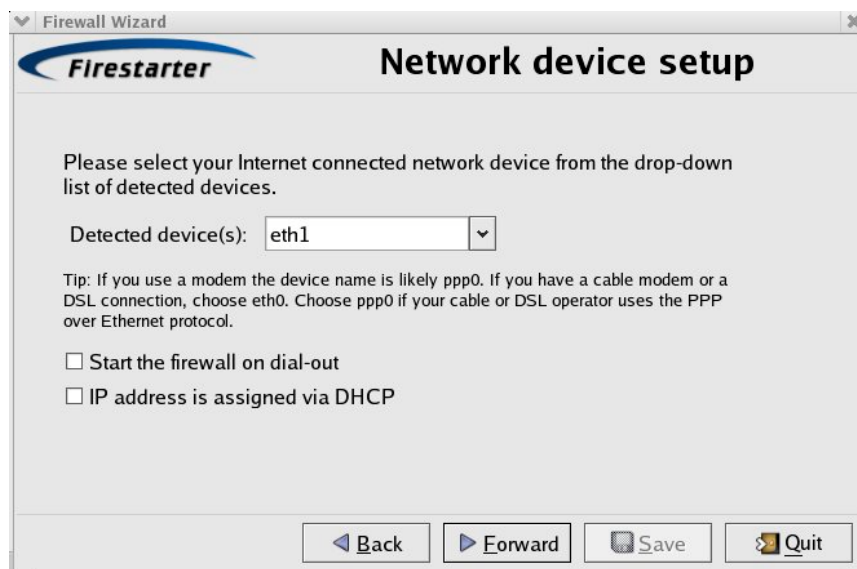 Firewall Wizard
Firestarter
Network device setup
Please select your Internet connected network device from the drop-down
list of detected devices.
Detected device(s): eth1
Tip: If you use a modem the device name is likely ppp0. If you have a cable modem or a
DSL connection, choose eth0. Choose ppp0 if your cable or DSL operator uses the PPP
over Ethernet protocol.
Start the firewall on dial-out
IP address is assigned via DHCP
Back Forward Save Quit